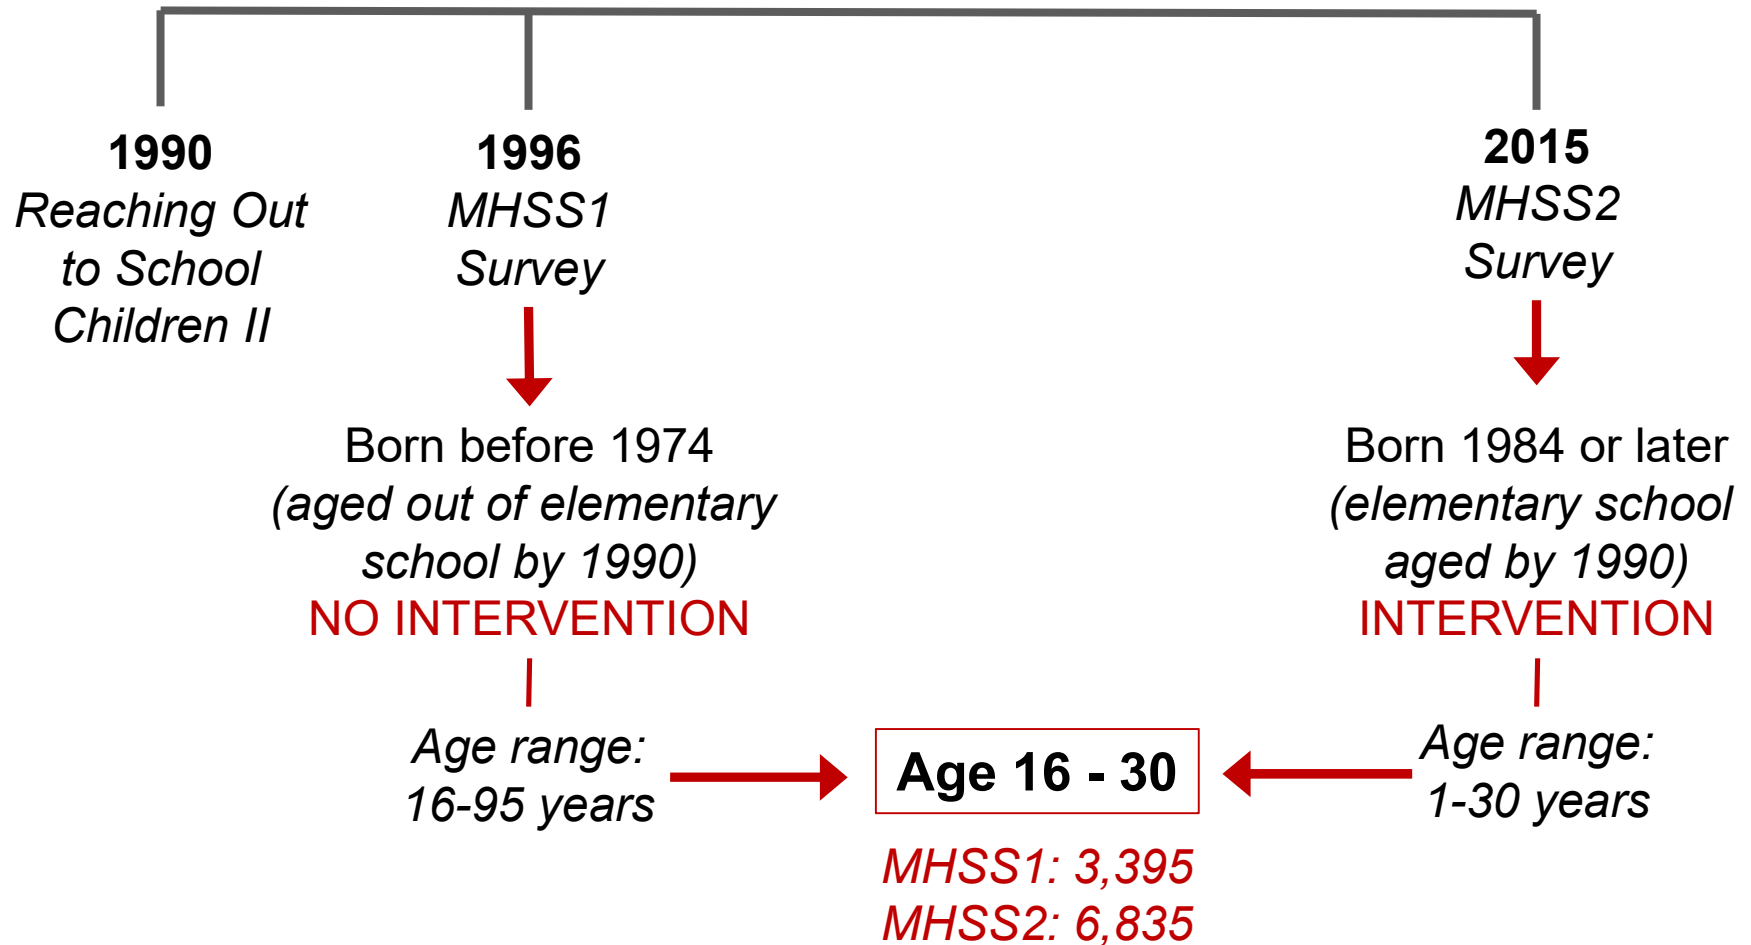 1990
Reaching Out
to School
Children II
1996
MHSS1
Survey
2015
MHSS2
Survey
Born before 1974
(aged out of elementary
school by 1990)
NO INTERVENTION
Born 1984 or later
(elementary school
aged by 1990)
INTERVENTION
Age range:
16-95 years
Age 16 - 30
Age range:
1-30 years
MHSS1: 3,395
MHSS2: 6,835